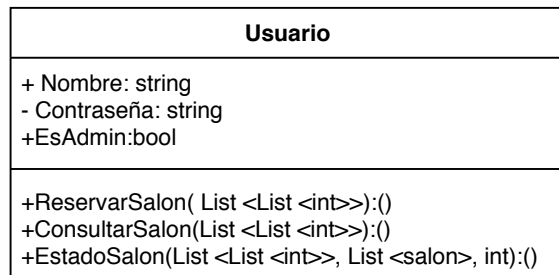 Usuario
+ Nombre: string
- Contraseña: string
+EsAdmin:bool
+ReservarSalon( List <List <int>>):()
+ConsultarSalon(List <List <int>>):()
+EstadoSalon(List <List <int>>, List <salon>, int):()